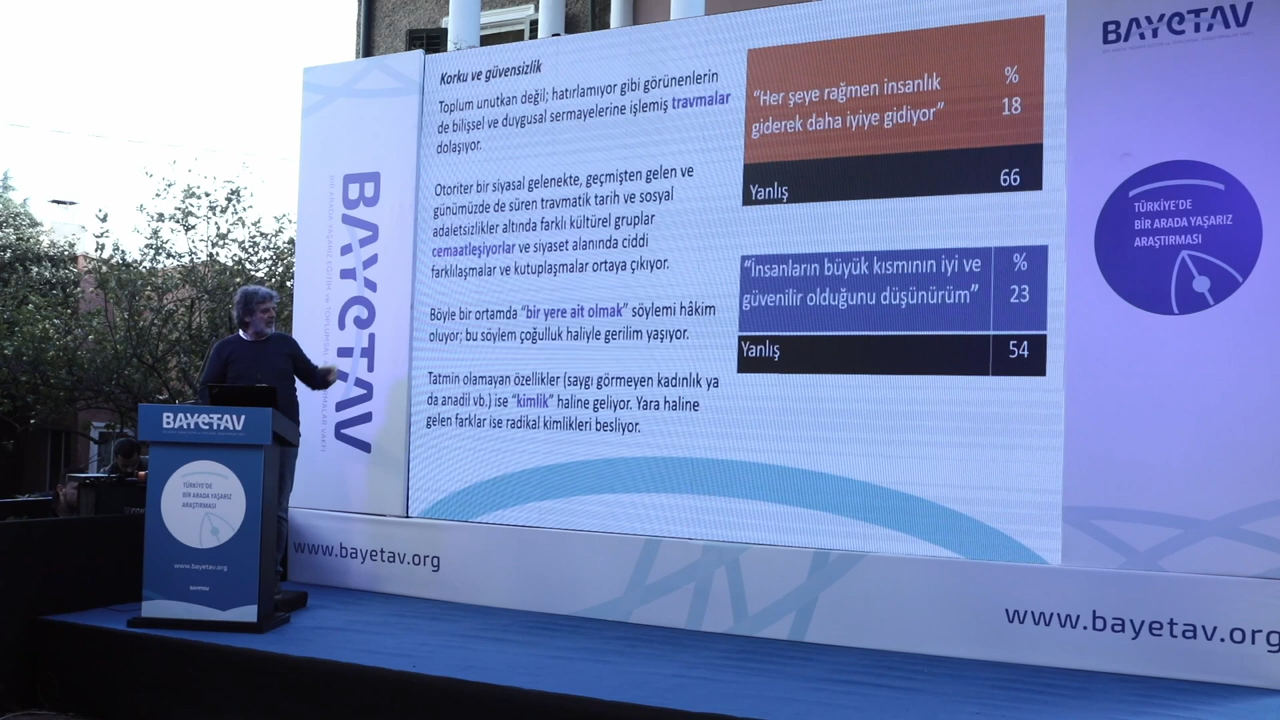 Korku ve güvensizlik
Toplum unutkan değil; hatırlamıyor gibi görünenlerin
de bilişsel ve duygusal sermayelerine işlemiş travmalar
dolaşıyor.
Otoriter bir siyasal gelenekte, geçmişten gelen ve
günümüzde de süren travmatik tarih ve sosyal
adaletsizlikler altında farklı kültürel gruplar
cemaatleşiyorlar ve siyaset alanında ciddi
farklılaşmalar ve kutuplaşmalar ortaya çıkıyor.
Böyle bir ortamda “bir yere ait olmak” söylemi hâkim
oluyor; bu söylem çoğulluk haliyle gerilim yaşıyor.
Tatmin olamayan özellikler (saygı görmeyen kadınlık ya
da anadil vb.) ise “kimlik” haline geliyor. Yara haline
gelen farklar ise radikal kimlikleri besliyor.
“Her şeye rağmen insanlık
giderek daha iyiye gidiyor”
%
18
Yanlış 66
“İnsanların büyük kısmının iyi ve
güvenilir olduğunu düşünürüm”
%
23
Yanlış 54
BAYETAV
TÜRKİYE'DE
BİR ARADA YAŞARIZ
ARAŞTIRMASI
BAYETAV
BİR ARADA YAŞARIZ EĞİTİM ve TOPLUMSAL
BAYETAV
TÜRKİYE'DE
BİR ARADA YAŞARIZ
ARAŞTIRMASI
www.bayetav.org
BAYETAV
www.bayetav.org
www.bayetav.org